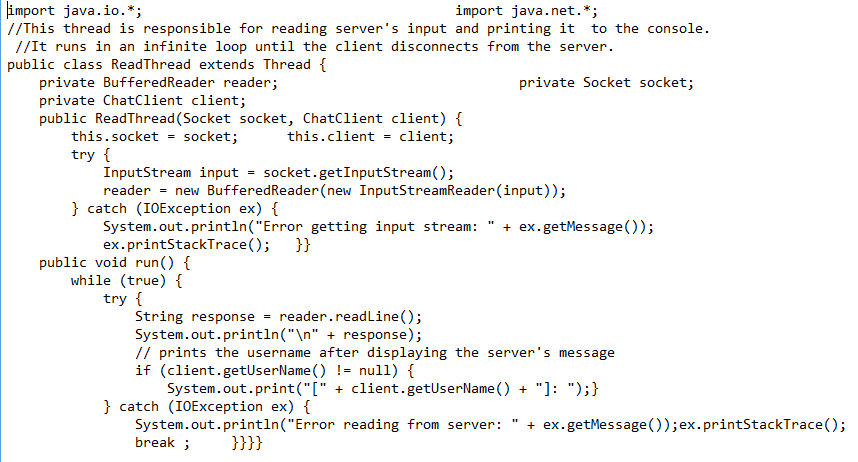 import java.io.*;                                       import java.net.*;
//This thread is responsible for reading server's input and printing it  to the console.
 //It runs in an infinite loop until the client disconnects from the server.
public class ReadThread extends Thread {
    private BufferedReader reader;                              private Socket socket;
    private ChatClient client;
    public ReadThread(Socket socket, ChatClient client) {
        this.socket = socket;      this.client = client;
        try {
            InputStream input = socket.getInputStream();
            reader = new BufferedReader(new InputStreamReader(input));
        } catch (IOException ex) {
            System.out.println("Error getting input stream: " + ex.getMessage());
            ex.printStackTrace();   }}
    public void run() {
        while (true) {
            try {
                String response = reader.readLine();
                System.out.println("\n" + response);
                // prints the username after displaying the server's message
                if (client.getUserName() != null) {
                    System.out.print("[" + client.getUserName() + "]: ");}
            } catch (IOException ex) {
                System.out.println("Error reading from server: " + ex.getMessage());ex.printStackTrace();
                break ;     }}}}